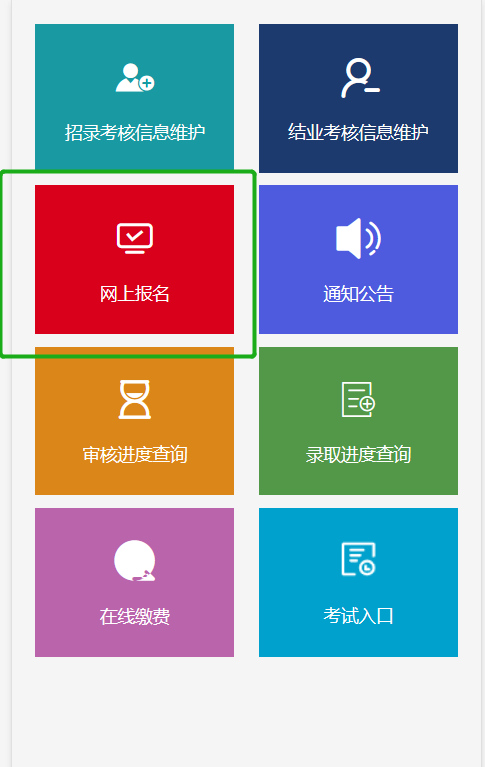 招录考核信息维护
结业考核信息维护
网上报名
通知公告
审核进度查询
录取进度查询
在线缴费
考试入口